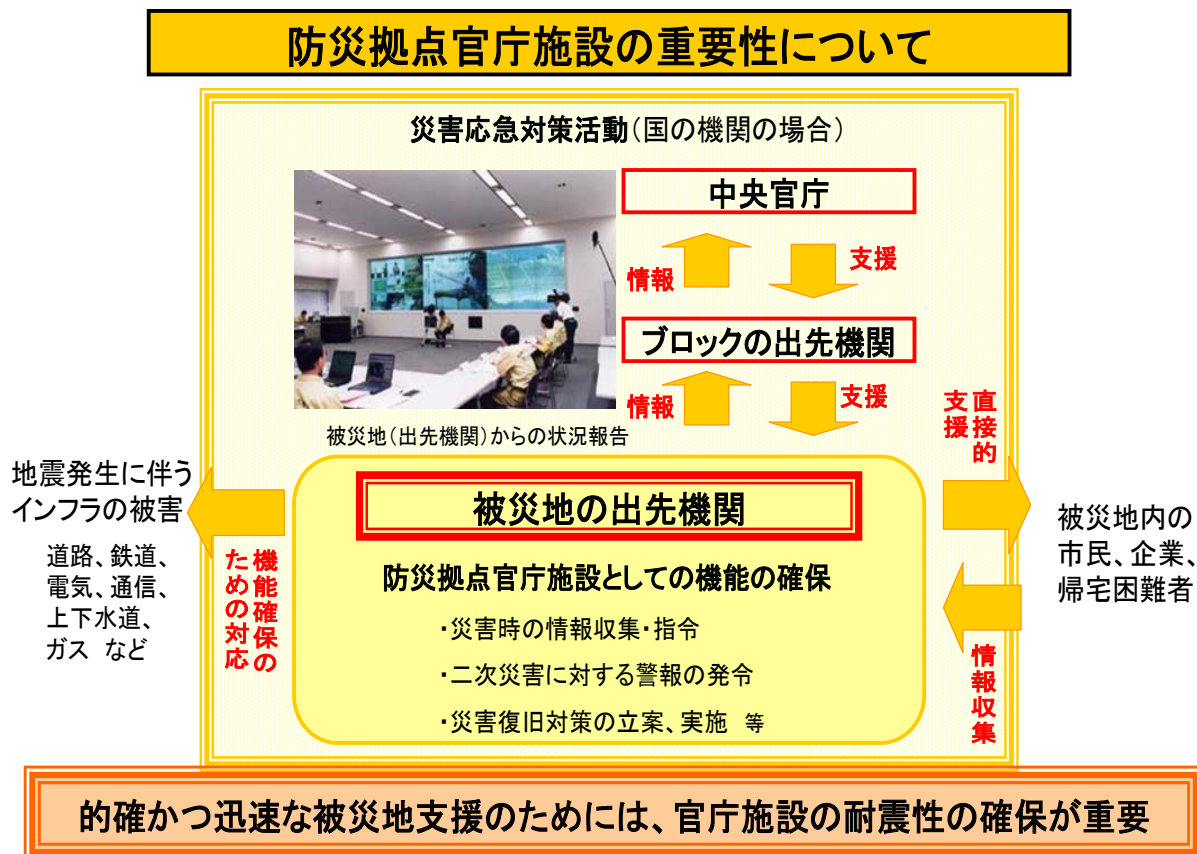 防災拠点官庁施設の重要性について
災害応急対策活動(国の機関の場合)
中央官庁
情報
支援
ブロックの出先機関
情報
支援
被災地(出先機関)からの状況報告
直接的
支援
地震発生に伴う
インフラの被害
道路、鉄道、
電気、通信、
上下水道、
ガス など
機能確保の
ための対応
被災地の出先機関
防災拠点官庁施設としての機能の確保
・災害時の情報収集・指令
・二次災害に対する警報の発令
・災害復旧対策の立案、実施 等
被災地内の
市民、企業、
帰宅困難者
情報収集
的確かつ迅速な被災地支援のためには、官庁施設の耐震性の確保が重要